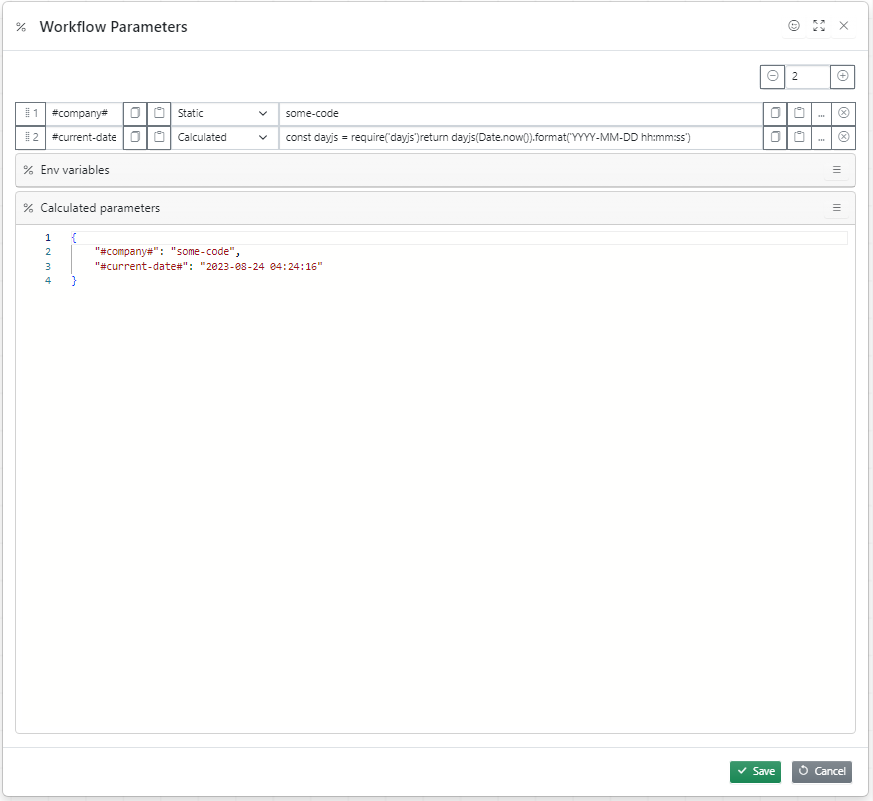 Workflow Parameters
2
1 #company# Static some-code ...
2 #current-date Calculated const dayjs = require('dayjs')return dayjs(Date.now()).format('YYYY-MM-DD hh:mm:ss') ...
Env variables
Calculated parameters
1 {
2 "#company#": "some-code",
3 "#current-date#": "2023-08-24 04:24:16"
4 }
Save Cancel